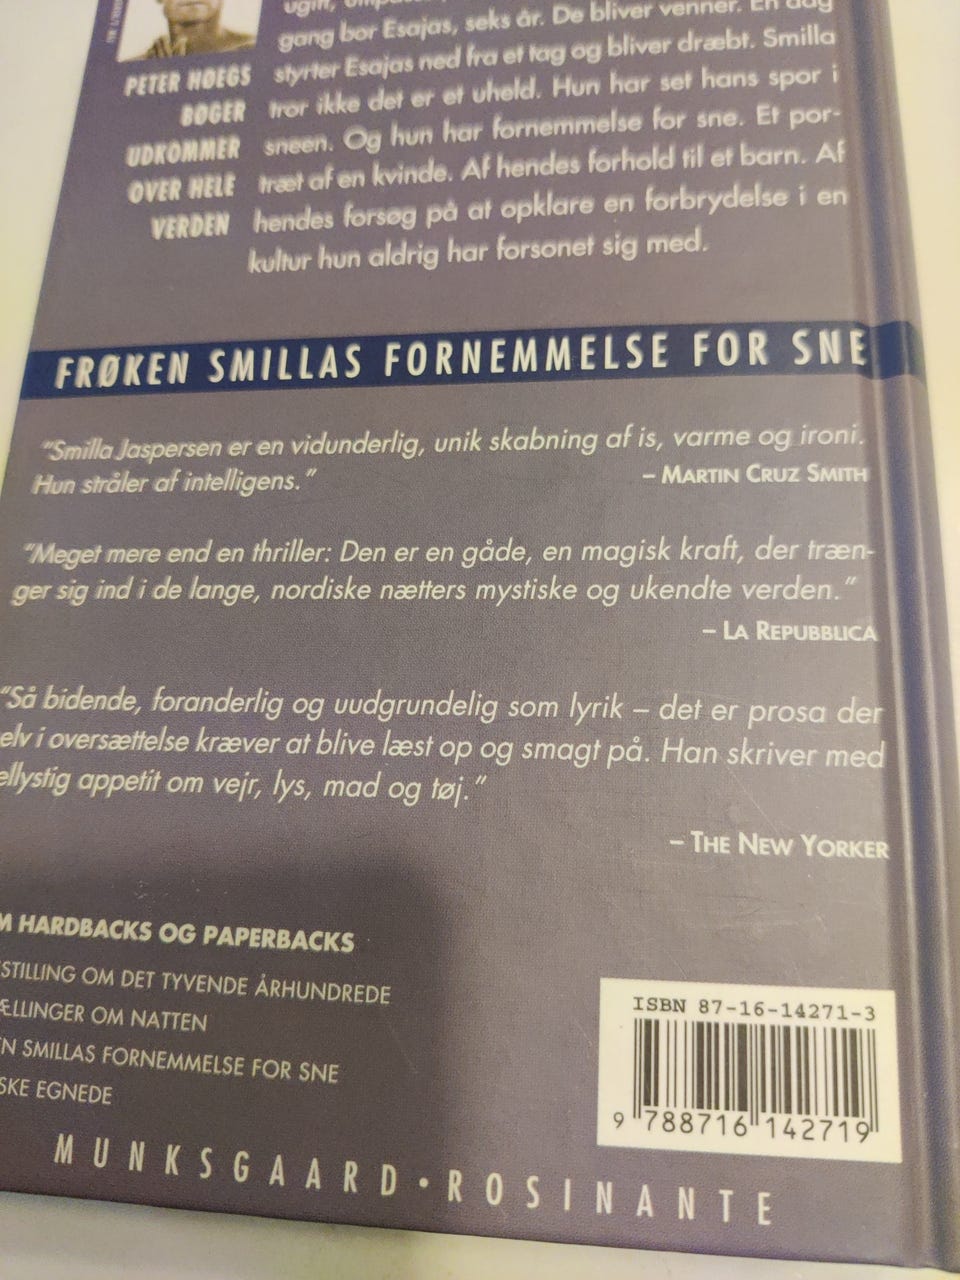 PETER HØEGS
BØGER
UDKOMMER
OVER HELE
VERDEN
gang bor Esajas, seks år. De bliver venner. En dag
styrter Esajas ned fra et tag og bliver dræbt. Smilla
tror ikke det er et uheld. Hun har set hans spor i
sneen. Og hun har fornemmelse for sne. Et por-
træt af en kvinde. Af hendes forhold til et barn. Af
hendes forsøg på at opklare en forbrydelse i en
kultur hun aldrig har forsonet sig med.
FRØKEN SMILLAS FORNEMMELSE FOR SNE
"Smilla Jaspersen er en vidunderlig, unik skabning af is, varme og ironi.
Hun stråler af intelligens."
– MARTIN CRUZ SMITH
"Meget mere end en thriller: Den er en gåde, en magisk kraft, der træn-
ger sig ind i de lange, nordiske nætters mystiske og ukendte verden."
– LA REPUBBLICA
"Så bidende, foranderlig og uudgrundelig som lyrik – det er prosa der
elv i oversættelse kræver at blive læst op og smagt på. Han skriver med
ellystig appetit om vejr, lys, mad og tøj."
– THE NEW YORKER
M HARDBACKS OG PAPERBACKS
STILLING OM DET TYVENDE ÅRHUNDREDE
ÆLLINGER OM NATTEN
EN SMILLAS FORNEMMELSE FOR SNE
SKE EGNEDE
ISBN 87-16-14271-3
9 788716 142719
MUNKSGAARD · ROSINANTE